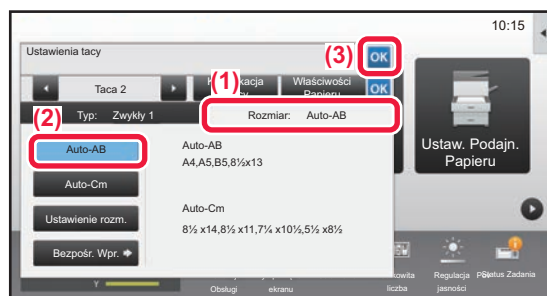 10:15
Ustawienia tacy
(3)
OK
(1)
Taca 2
Właściwości
Papieru
OK
(2)
Typ: Zwykły 1
Rozmiar: Auto-AB
Auto-AB
Auto-AB
A4,A5,B5,8½x13
Auto-Cm
Auto-Cm
8½ x14,8½ x11,7¼ x10½,5½ x8½
Ustawienie rozm.
Bezpośr. Wpr.
Ustaw. Podajn.
Papieru
Y
Obsługi
ekranu
liczba
Regulacja
jasności
Status Zadania